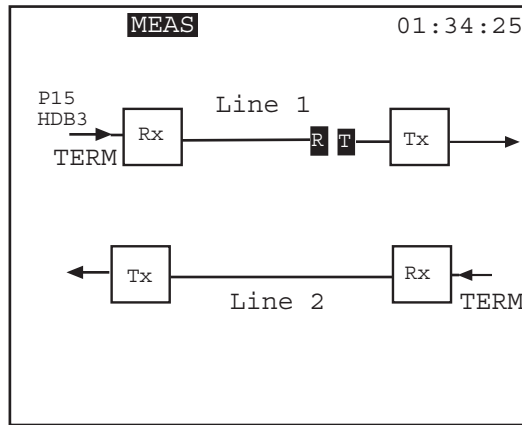 MEAS 01:34:25
P15
HDB3
Line 1
Rx R T Tx
TERM
Tx Rx
Line 2 TERM